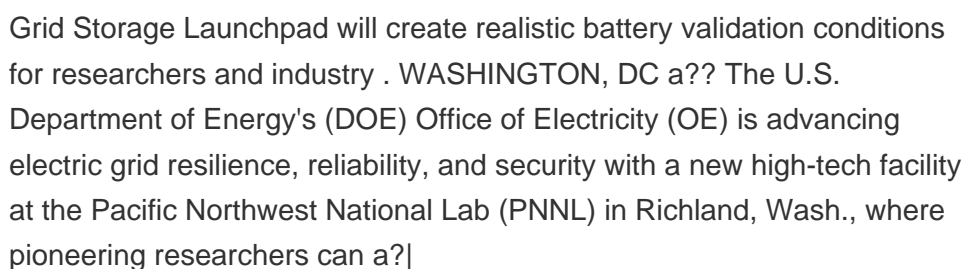 Grid Storage Launchpad will create realistic battery validation conditions
for researchers and industry . WASHINGTON, DC a?? The U.S.
Department of Energy's (DOE) Office of Electricity (OE) is advancing
electric grid resilience, reliability, and security with a new high-tech facility
at the Pacific Northwest National Lab (PNNL) in Richland, Wash., where
pioneering researchers can a?|